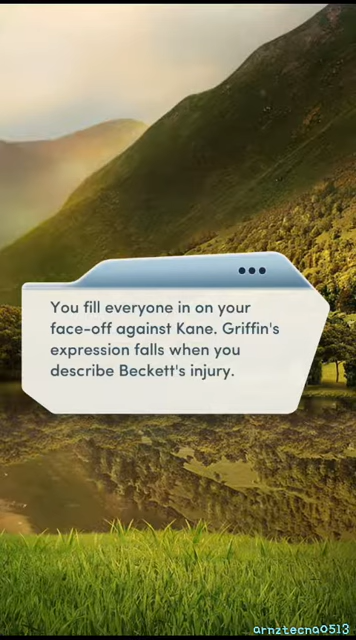 You fill everyone in on your
face-off against Kane. Griffin's
expression falls when you
describe Beckett's injury.
arnztecna0513